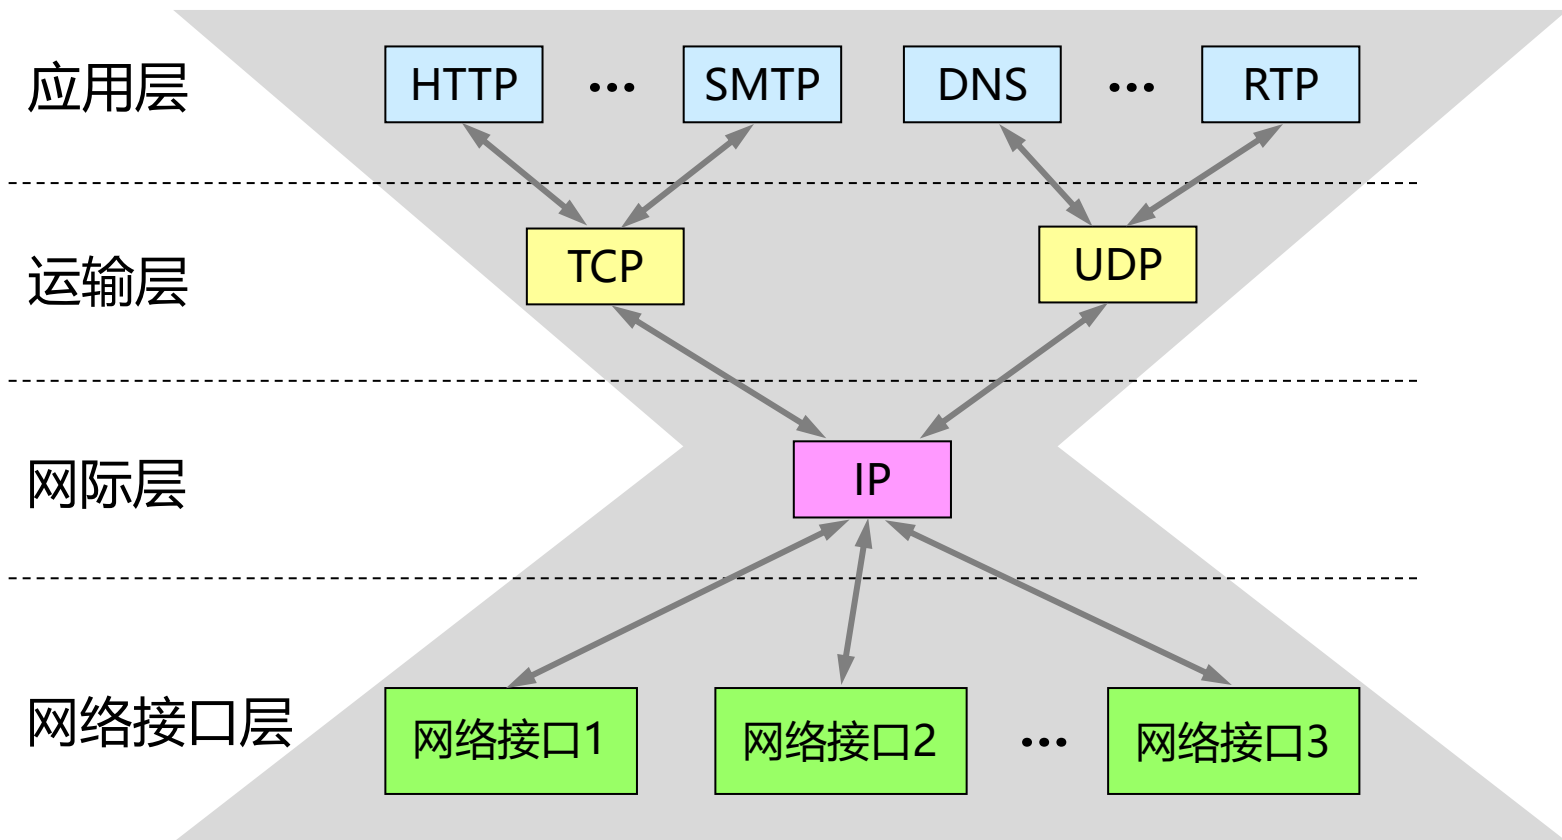 应用层
HTTP ... SMTP DNS ... RTP
运输层
TCP UDP
网际层
IP
网络接口层
网络接口1 网络接口2 ... 网络接口3